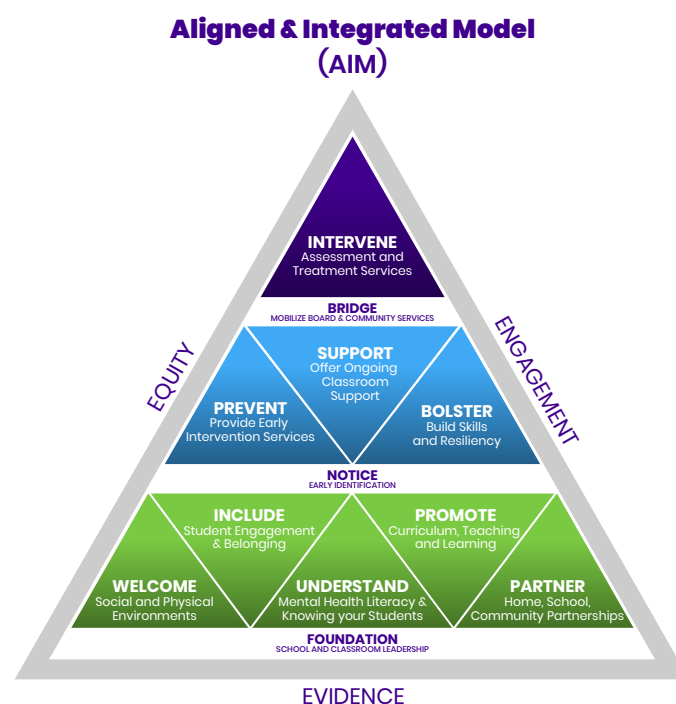 Aligned & Integrated Model
(AIM)
INTERVENE
Assessment and
Treatment Services
BRIDGE
MOBILIZE BOARD & COMMUNITY SERVICES
EQUITY
ENGAGEMENT
SUPPORT
Offer Ongoing
Classroom
Support
PREVENT
Provide Early
Intervention Services
BOLSTER
Build Skills
and Resiliency
NOTICE
EARLY IDENTIFICATION
INCLUDE
Student Engagement
& Belonging
PROMOTE
Curriculum, Teaching
and Learning
WELCOME
Social and Physical
Environments
UNDERSTAND
Mental Health Literacy &
Knowing your Students
PARTNER
Home, School,
Community Partnerships
FOUNDATION
SCHOOL AND CLASSROOM LEADERSHIP
EVIDENCE